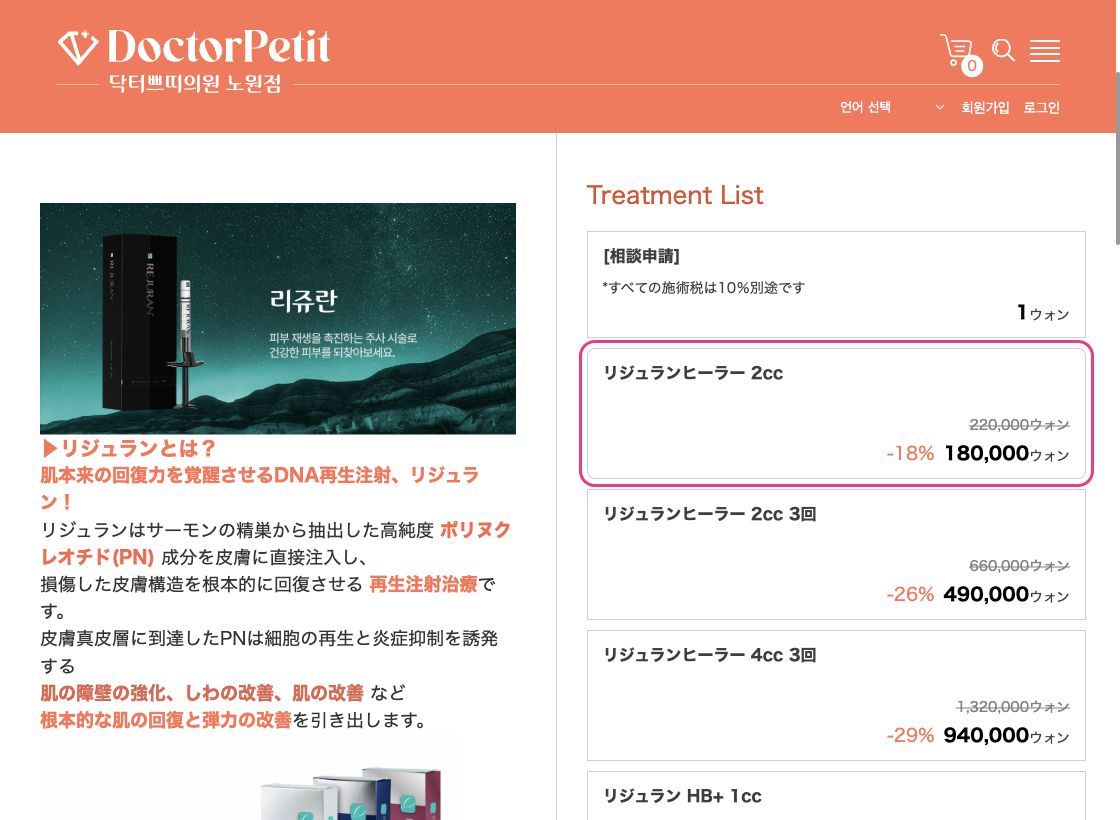 DoctorPetit
닥터쁘띠의원 노원점
0
언어 선택
회원가입
로그인
REJURAN
REJURAN
리쥬란
피부 재생을 촉진하는 주사 시술로
건강한 피부를 되찾아보세요.
▶リジュランとは？
肌本来の回復力を覚醒させるDNA再生注射、リジュラ
ン！
リジュランはサーモンの精巣から抽出した高純度 ポリヌク
レオチド(PN) 成分を皮膚に直接注入し、
損傷した皮膚構造を根本的に回復させる 再生注射治療で
す。
皮膚真皮層に到達したPNは細胞の再生と炎症抑制を誘発
する
肌の障壁の強化、しわの改善、肌の改善 など
根本的な肌の回復と弾力の改善を引き出します。
Treatment List
[相談申請]
*すべての施術税は10%別途です
1ウォン
リジュランヒーラー 2cc
220,000ウォン
-18% 180,000ウォン
リジュランヒーラー 2cc 3回
660,000ウォン
-26% 490,000ウォン
リジュランヒーラー 4cc 3回
1,320,000ウォン
-29% 940,000ウォン
リジュラン HB+ 1cc